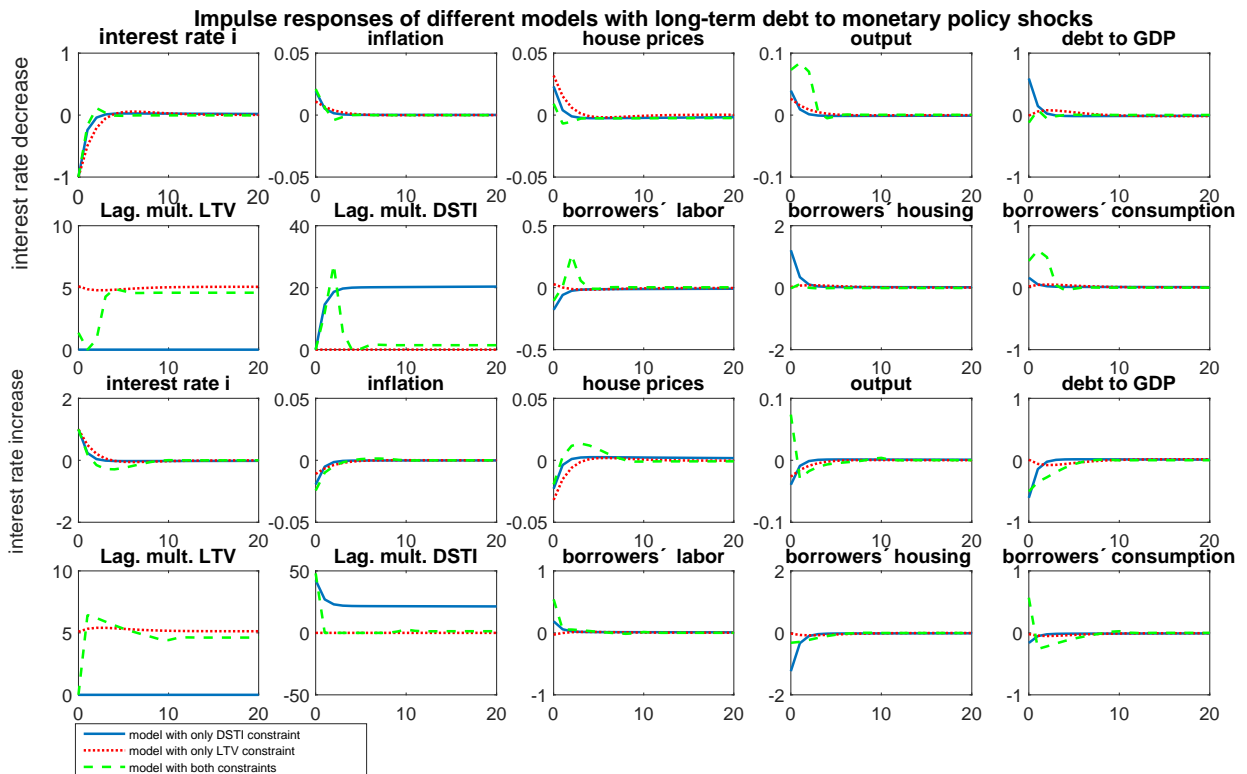 Impulse responses of different models with long-term debt to monetary policy shocks
interest rate decrease
interest rate i inflation house prices output debt to GDP
1 0.05 0.05 0.1 1
0 0 0 0 0
-1 -0.05 -0.05 -0.1 -1
0 10 20 0 10 20 0 10 20 0 10 20 0 10 20
Lag. mult. LTV Lag. mult. DSTI borrowers´ labor borrowers´ housing borrowers´ consumption
10 40 0.5 2 1
5 20 0 0 0
0 0 -0.5 -2 -1
0 10 20 0 10 20 0 10 20 0 10 20 0 10 20
interest rate increase
interest rate i inflation house prices output debt to GDP
2 0.05 0.05 0.1 1
0 0 0 0 0
-2 -0.05 -0.05 -0.1 -1
0 10 20 0 10 20 0 10 20 0 10 20 0 10 20
Lag. mult. LTV Lag. mult. DSTI borrowers´ labor borrowers´ housing borrowers´ consumption
10 50 1 2 1
5 0 0 0 0
0 -50 -1 -2 -1
0 10 20 0 10 20 0 10 20 0 10 20 0 10 20
model with only DSTI constraint
model with only LTV constraint
model with both constraints